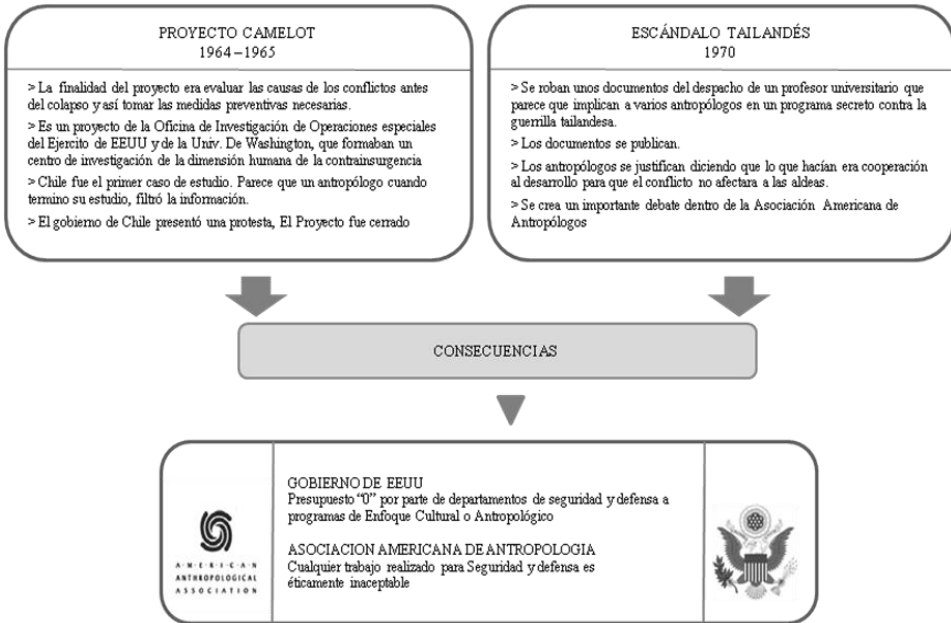 PROYECTO CAMELOT
1964–1965
> La finalidad del proyecto era evaluar las causas de los conflictos antes
del colapso y así tomar las medidas preventivas necesarias.
> Es un proyecto de la Oficina de Investigación de Operaciones especiales
del Ejercito de EEUU y de la Univ. De Washington, que formaban un
centro de investigación de la dimensión humana de la contrainsurgencia
> Chile fue el primer caso de estudio. Parece que un antropólogo cuando
termino su estudio, filtró la información.
> El gobierno de Chile presentó una protesta, El Proyecto fue cerrado
ESCÁNDALO TAILANDÉS
1970
> Se roban unos documentos del despacho de un profesor universitario que
parece que implican a varios antropólogos en un programa secreto contra la
guerrilla tailandesa.
> Los documentos se publican.
> Los antropólogos se justifican diciendo que lo que hacían era cooperación
al desarrollo para que el conflicto no afectara a las aldeas.
> Se crea un importante debate dentro de la Asociación Americana de
Antropólogos
CONSECUENCIAS
AMERICAN
ANTHROPOLOGICAL
ASSOCIATION
GOBIERNO DE EEUU
Presupuesto “0” por parte de departamentos de seguridad y defensa a
programas de Enfoque Cultural o Antropológico
ASOCIACION AMERICANA DE ANTROPOLOGIA
Cualquier trabajo realizado para Seguridad y defensa es
éticamente inaceptable